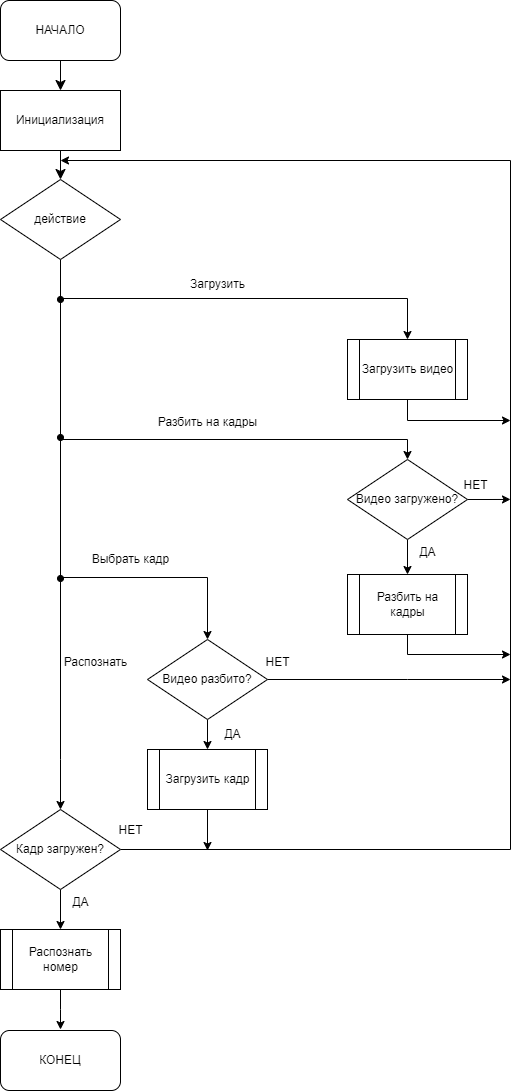 НАЧАЛО
Инициализация
действие
Загрузить
Загрузить видео
Разбить на кадры
Видео загружено?
НЕТ
ДА
Разбить на
кадры
Выбрать кадр
Распознать
Видео разбито?
НЕТ
ДА
Загрузить кадр
Кадр загружен?
НЕТ
ДА
Распознать
номер
КОНЕЦ